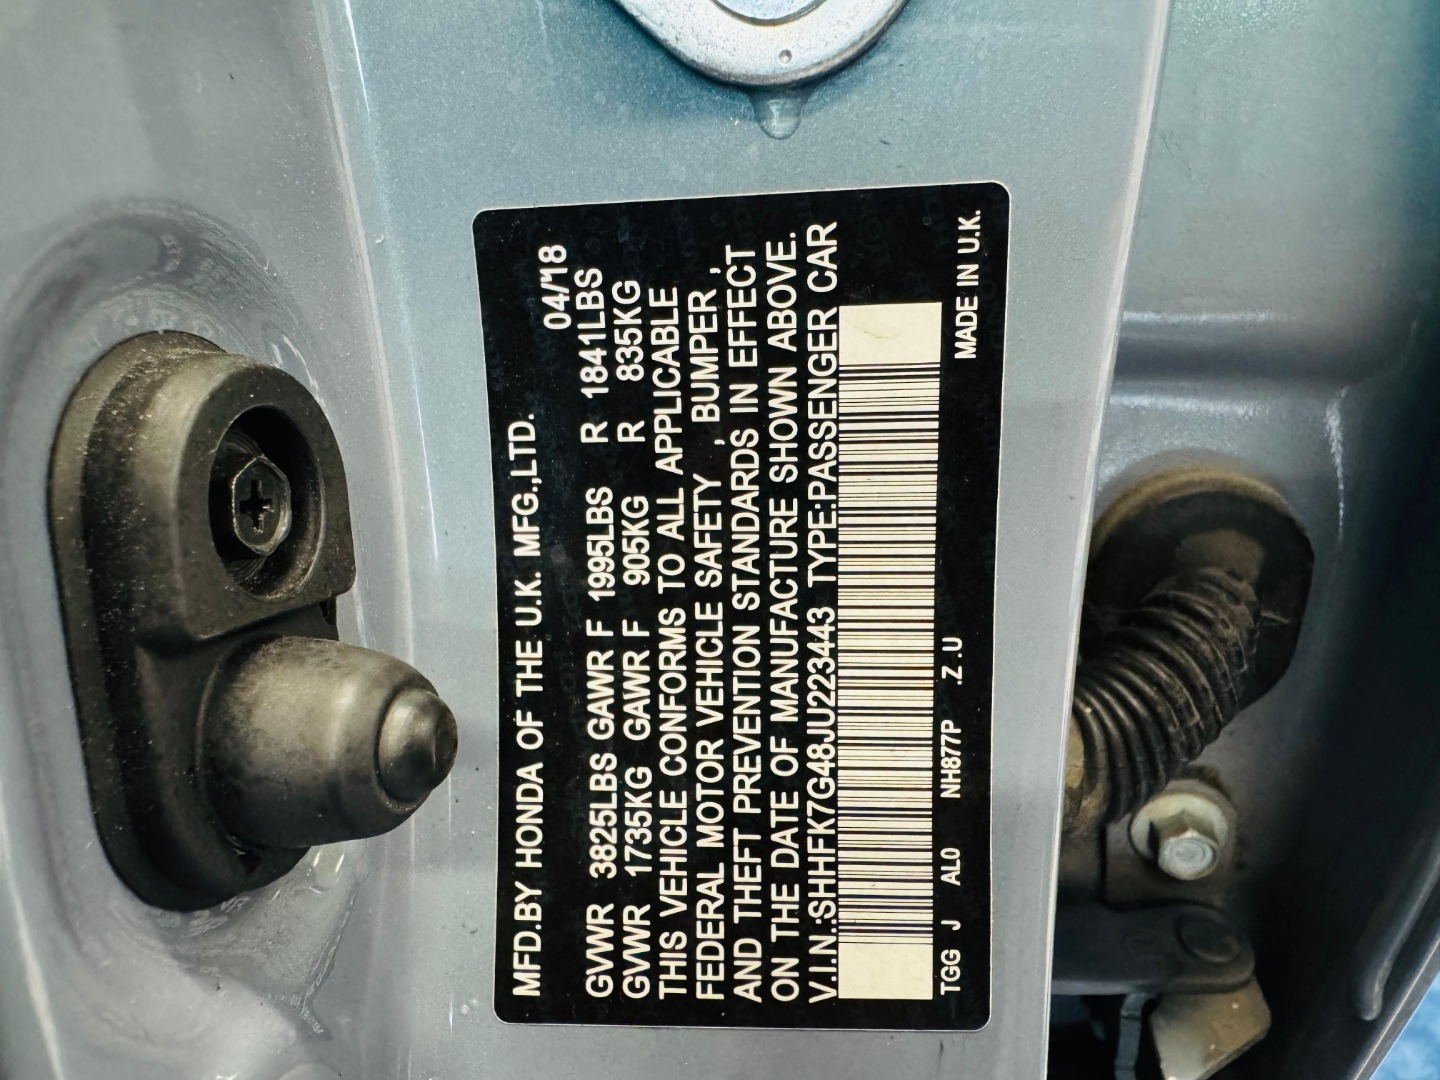 MFD.BY HONDA OF THE U.K. MFG.,LTD.
04/18
GVWR 3825LBS GAWR F 1995LBS R 1841LBS
GVWR 1735KG GAWR F 905KG R 835KG
THIS VEHICLE CONFORMS TO ALL APPLICABLE
FEDERAL MOTOR VEHICLE SAFETY , BUMPER ,
AND THEFT PREVENTION STANDARDS IN EFFECT
ON THE DATE OF MANUFACTURE SHOWN ABOVE.
V.I.N.:SHHFK7G48JU223443 TYPE:PASSENGER CAR
TGG J AL0 NH877P .Z.U MADE IN U.K.